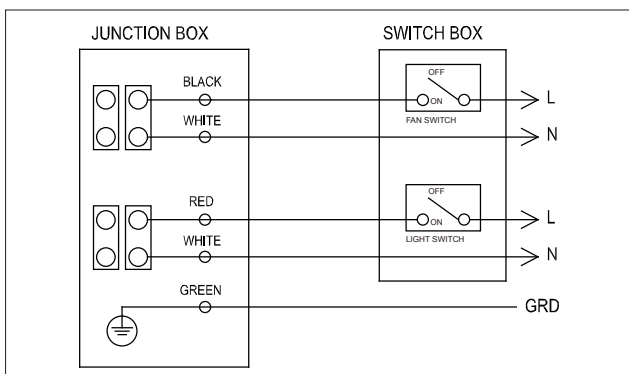 JUNCTION BOX
SWITCH BOX
BLACK
OFF
ON
L
FAN SWITCH
WHITE
N
RED
OFF
ON
L
LIGHT SWITCH
WHITE
N
GREEN
GRD